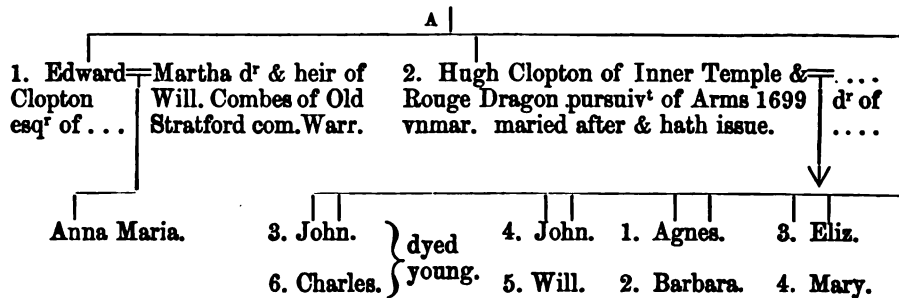 A
1. Edward=Martha dʳ & heir of
Clopton Will. Combes of Old
esqʳ of ... Stratford com. Warr.
2. Hugh Clopton of Inner Temple &= ....
Rouge Dragon pursuivᵗ of Arms 1699 dʳ of
vnmar. maried after & hath issue. ....
Anna Maria.
3. John. 4. John. 1. Agnes. 3. Eliz.
dyed young.
6. Charles. 5. Will. 2. Barbara. 4. Mary.